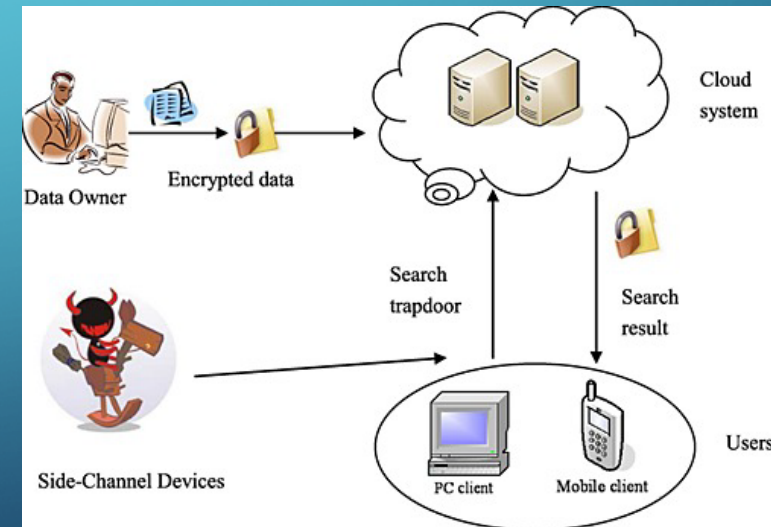 Cloud
system
Encrypted data
Data Owner
Search
trapdoor
Search
result
Side-Channel Devices
PC client
Mobile client
Users